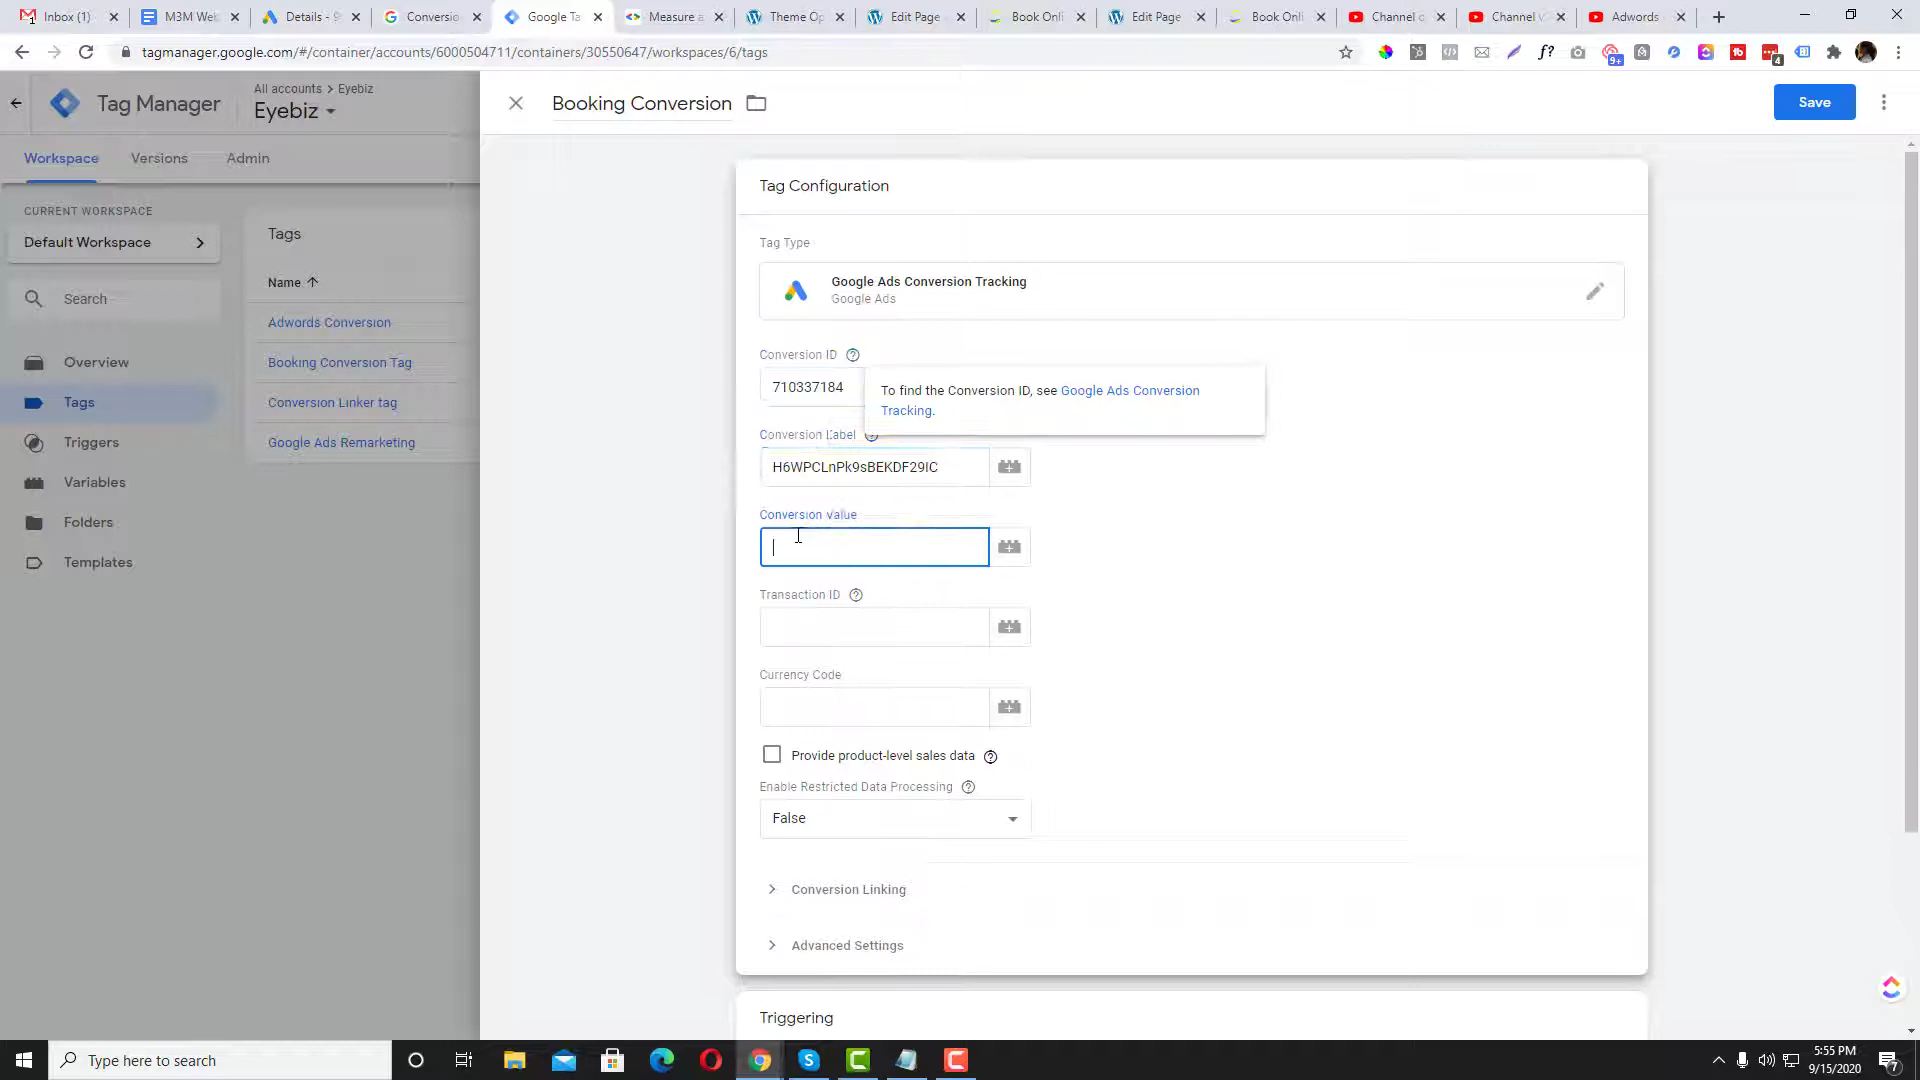 Inbox (1)
M3M Web
Details - 9
Conversio
Google Ta
Measure a
Theme Op
Edit Page
Book Onli
Edit Page
Book Onli
Channel c
Channel V
Adwords
tagmanager.google.com/#/container/accounts/6000504711/containers/30550647/workspaces/6/tags
f?
9+
4
Tag Manager
All accounts > Eyebiz
Eyebiz
Booking Conversion
Save
Workspace
Versions
Admin
CURRENT WORKSPACE
Default Workspace
Search
Overview
Tags
Triggers
Variables
Folders
Templates
Tags
Name
Adwords Conversion
Booking Conversion Tag
Conversion Linker tag
Google Ads Remarketing
Tag Configuration
Tag Type
Google Ads Conversion Tracking
Google Ads
Conversion ID
710337184
To find the Conversion ID, see Google Ads Conversion
Tracking.
Conversion Label
H6WPCLnPk9sBEKDF29IC
Conversion Value
Transaction ID
Currency Code
Provide product-level sales data
Enable Restricted Data Processing
False
Conversion Linking
Advanced Settings
Triggering
Type here to search
5:55 PM
9/15/2020
7